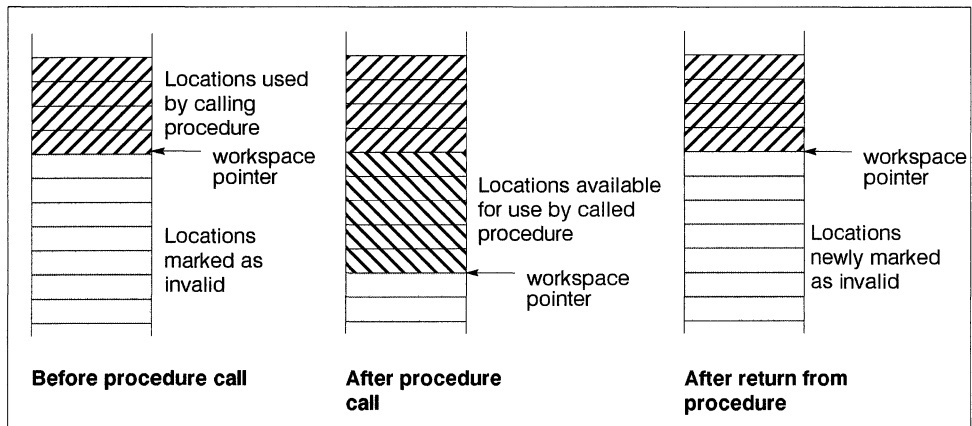 Locations used
by calling
procedure
workspace
pointer
Locations
marked as
invalid
Before procedure call
Locations available
for use by called
procedure
workspace
pointer
After procedure
call
workspace
pointer
Locations
newly marked
as invalid
After return from
procedure